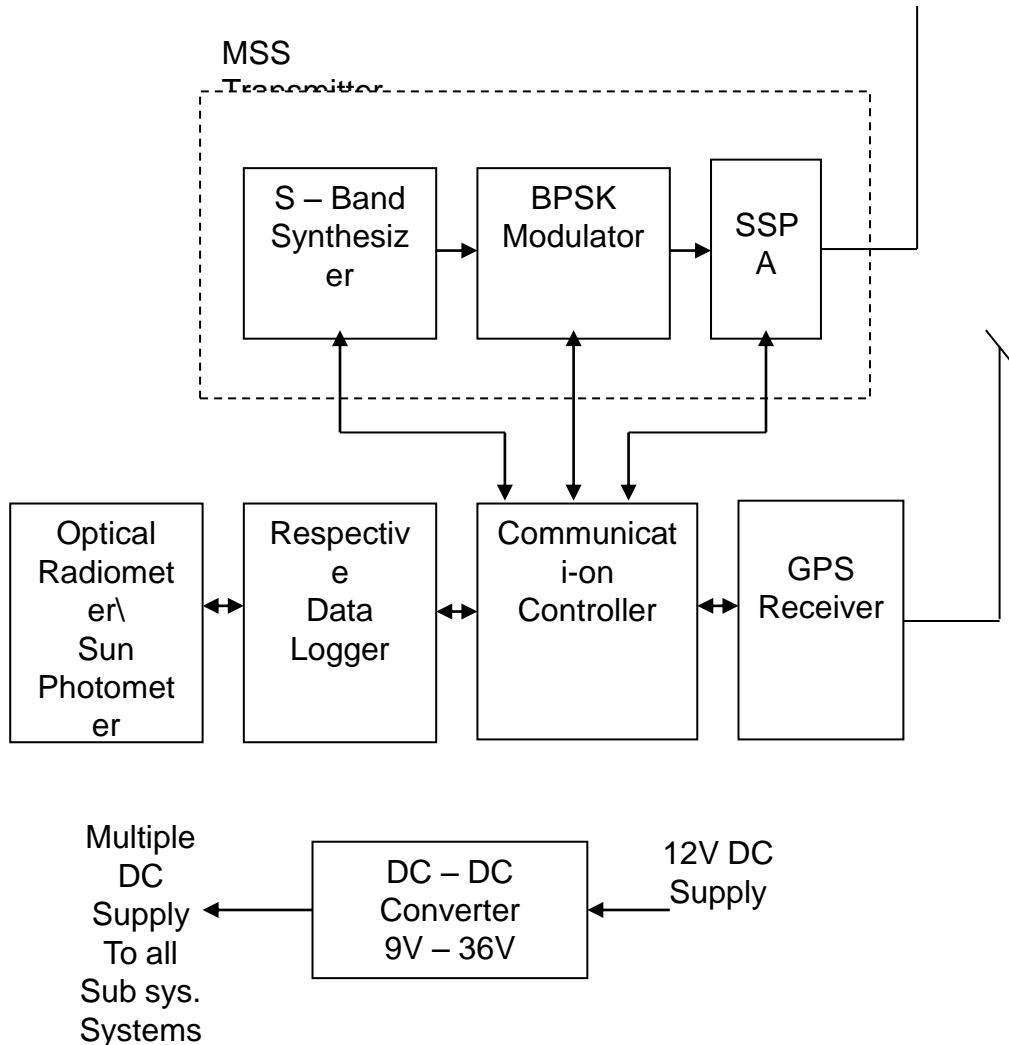 MSS
Transmitter
S – Band
Synthesiz
er
BPSK
Modulator
SSP
A
Optical
Radiomet
er\
Sun
Photomet
er
Respectiv
e
Data
Logger
Communicat
i-on
Controller
GPS
Receiver
Multiple
DC
Supply
To all
Sub sys.
Systems
DC – DC
Converter
9V – 36V
12V DC
Supply